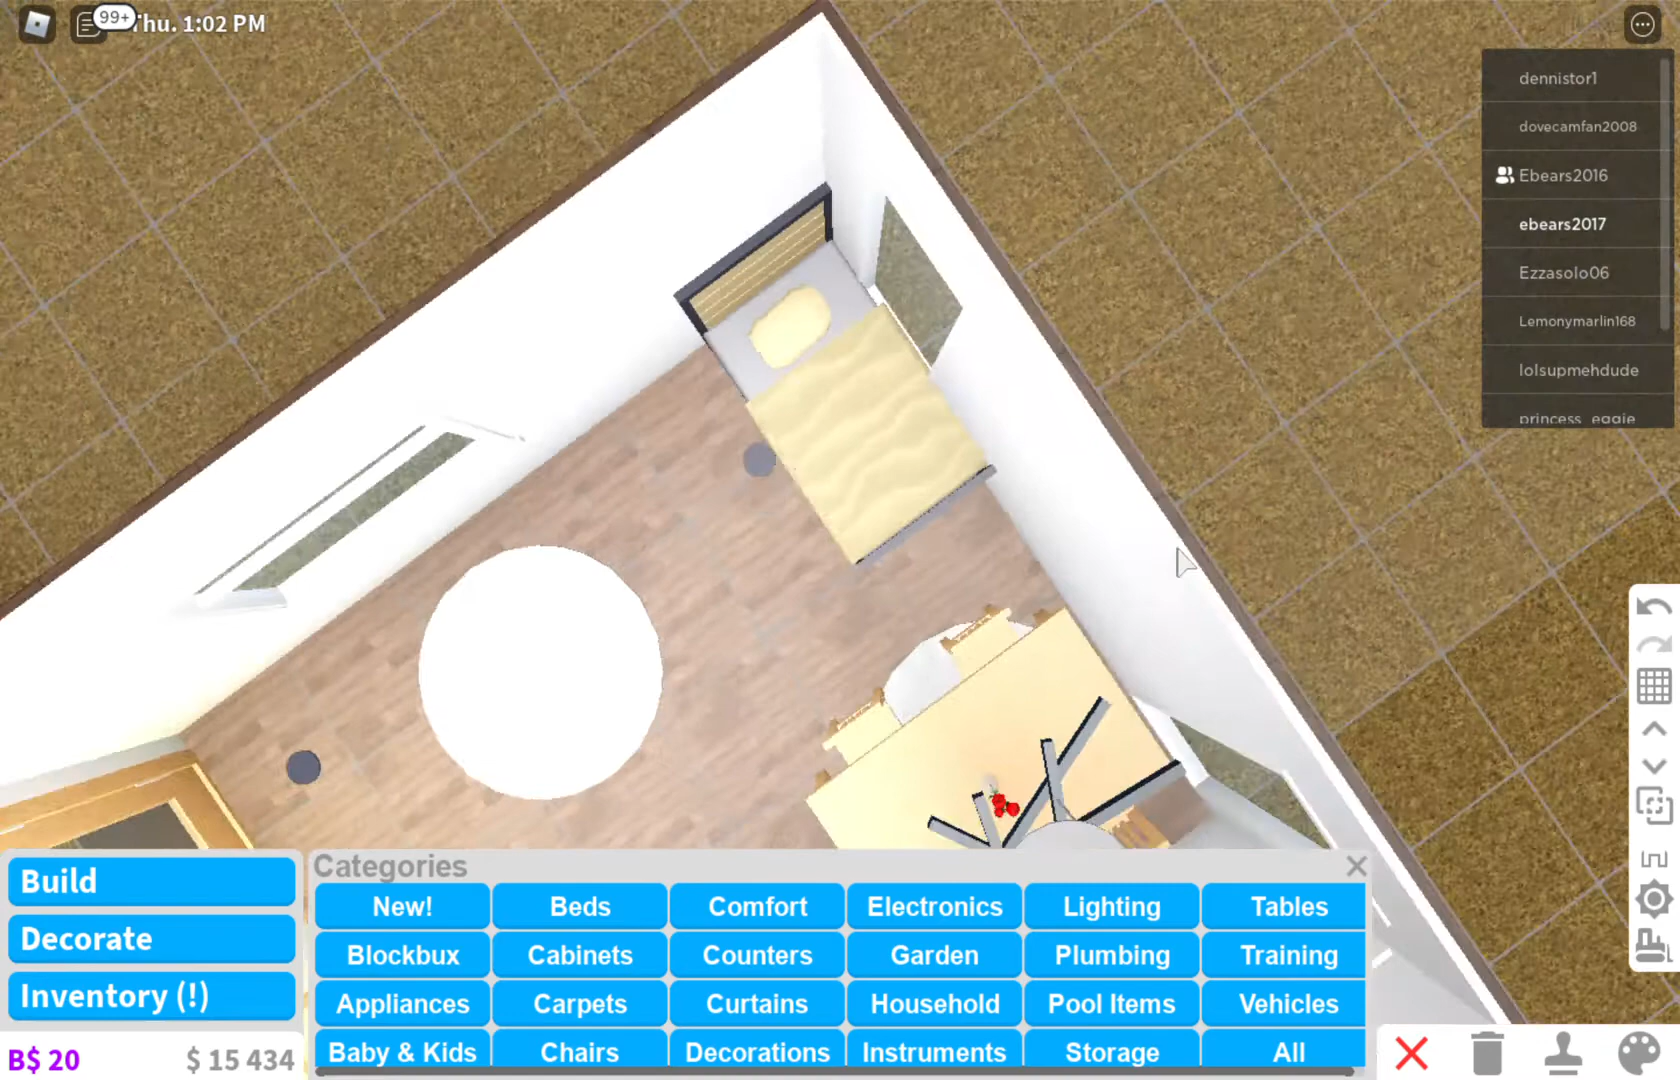 99+
Thu. 1:02 PM
dennistor1
dovecamfan2008
Ebears2016
ebears2017
Ezzasolo06
Lemonymarlin168
lolsupmehdude
princess_eggie
Build
Decorate
Inventory (!)
B$ 20
$ 15 434
Categories
New!
Beds
Comfort
Electronics
Lighting
Tables
Blockbux
Cabinets
Counters
Garden
Plumbing
Training
Appliances
Carpets
Curtains
Household
Pool Items
Vehicles
Baby & Kids
Chairs
Decorations
Instruments
Storage
All